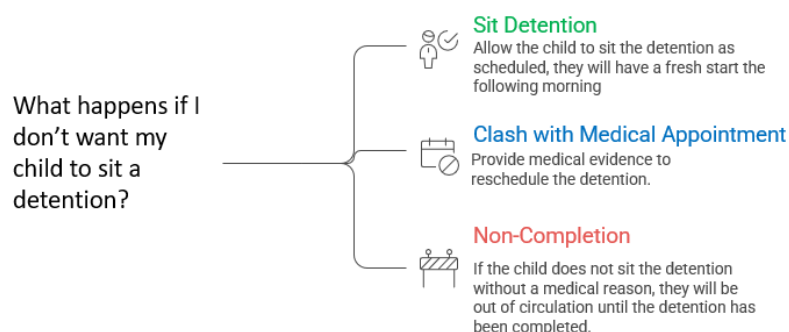 What happens if I
don't want my
child to sit a
detention?
Sit Detention
Allow the child to sit the detention as
scheduled, they will have a fresh start the
following morning
Clash with Medical Appointment
Provide medical evidence to
reschedule the detention.
Non-Completion
If the child does not sit the detention
without a medical reason, they will be
out of circulation until the detention has
been completed.